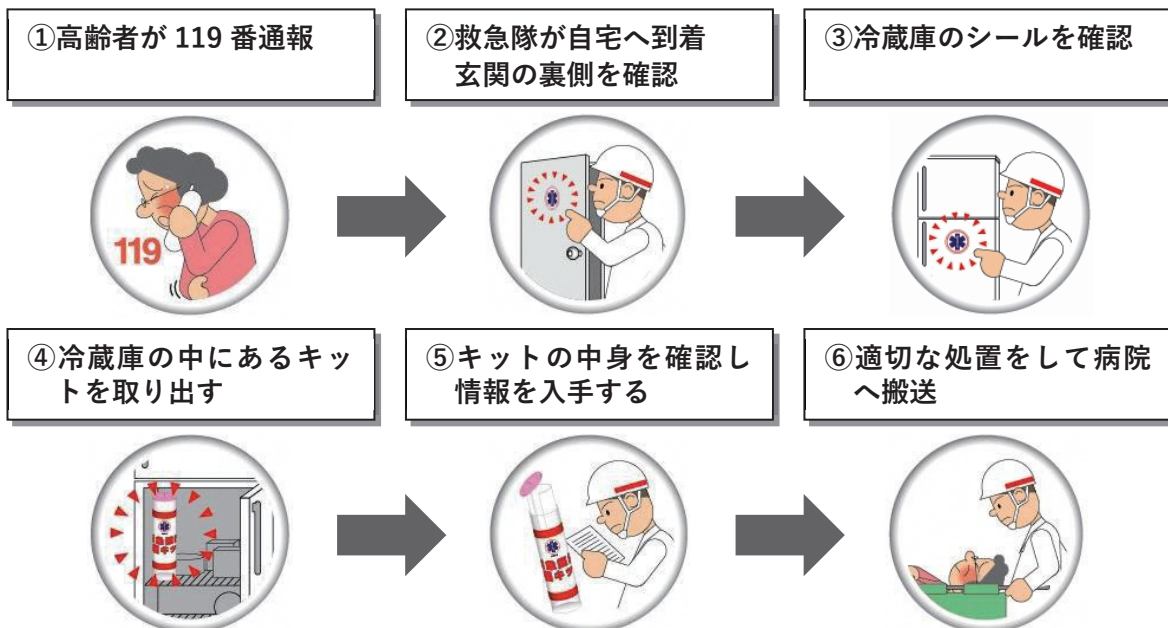 ①高齢者が 119 番通報
②救急隊が自宅へ到着
玄関の裏側を確認
③冷蔵庫のシールを確認
119
④冷蔵庫の中にあるキッ
トを取り出す
⑤キットの中身を確認し
情報を入手する
⑥適切な処置をして病院
へ搬送